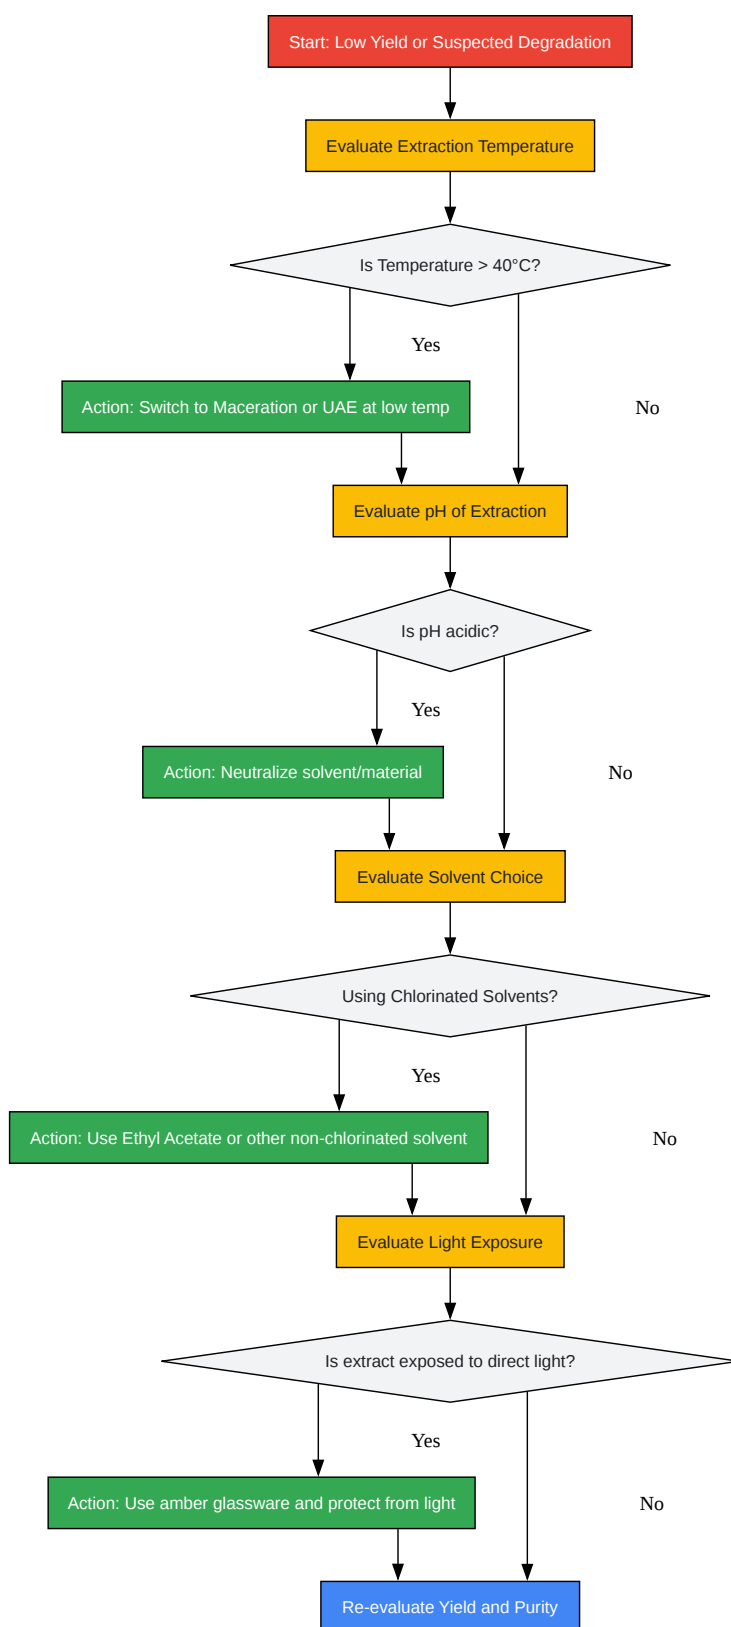 Start: Low Yield or Suspected Degradation
Evaluate Extraction Temperature
Is Temperature > 40°C?
Yes
Action: Switch to Maceration or UAE at low temp
No
Evaluate pH of Extraction
Is pH acidic?
Yes
Action: Neutralize solvent/material
No
Evaluate Solvent Choice
Using Chlorinated Solvents?
Yes
Action: Use Ethyl Acetate or other non-chlorinated solvent
No
Evaluate Light Exposure
Is extract exposed to direct light?
Yes
Action: Use amber glassware and protect from light
No
Re-evaluate Yield and Purity